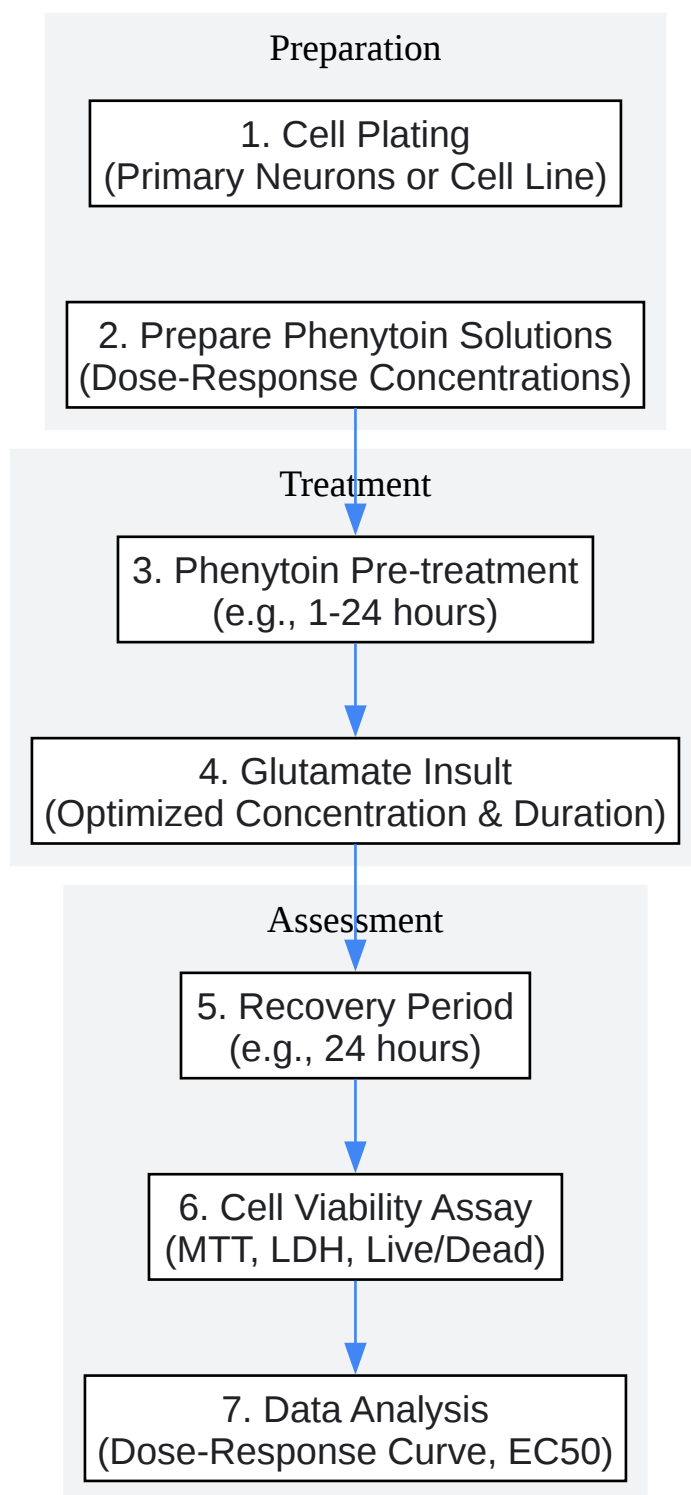 Preparation
1. Cell Plating
(Primary Neurons or Cell Line)
2. Prepare Phenytoin Solutions
(Dose-Response Concentrations)
Treatment
3. Phenytoin Pre-treatment
(e.g., 1-24 hours)
4. Glutamate Insult
(Optimized Concentration & Duration)
Assessment
5. Recovery Period
(e.g., 24 hours)
6. Cell Viability Assay
(MTT, LDH, Live/Dead)
7. Data Analysis
(Dose-Response Curve, EC50)